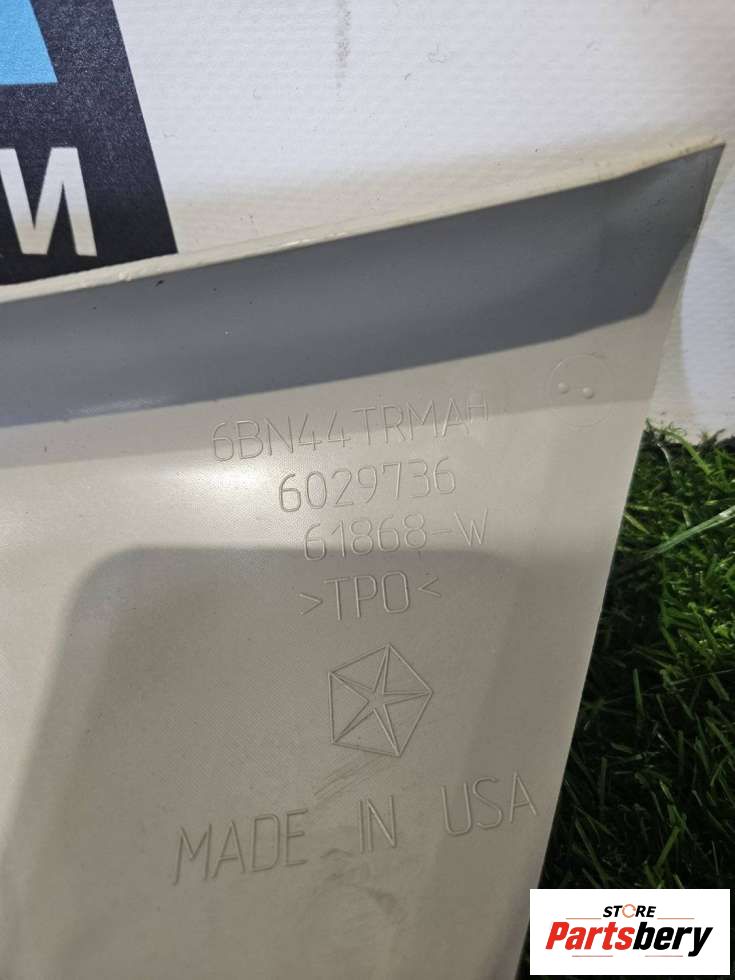 И
6BN44TRMAH
6029736
61868-W
>TPO<
MADE IN USA
STORE
Partsbery